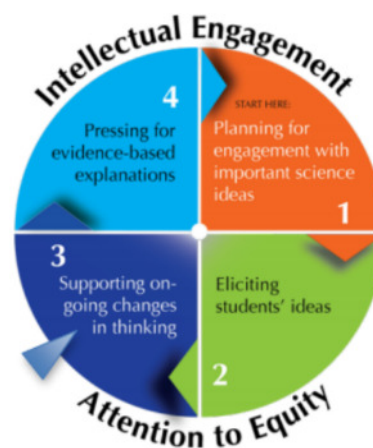 Intellectual Engagement
START HERE:
Planning for
engagement with
important science
ideas
1
Eliciting
students’ ideas
2
3
Supporting on-
going changes
in thinking
4
Pressing for
evidence-based
explanations
Attention to Equity